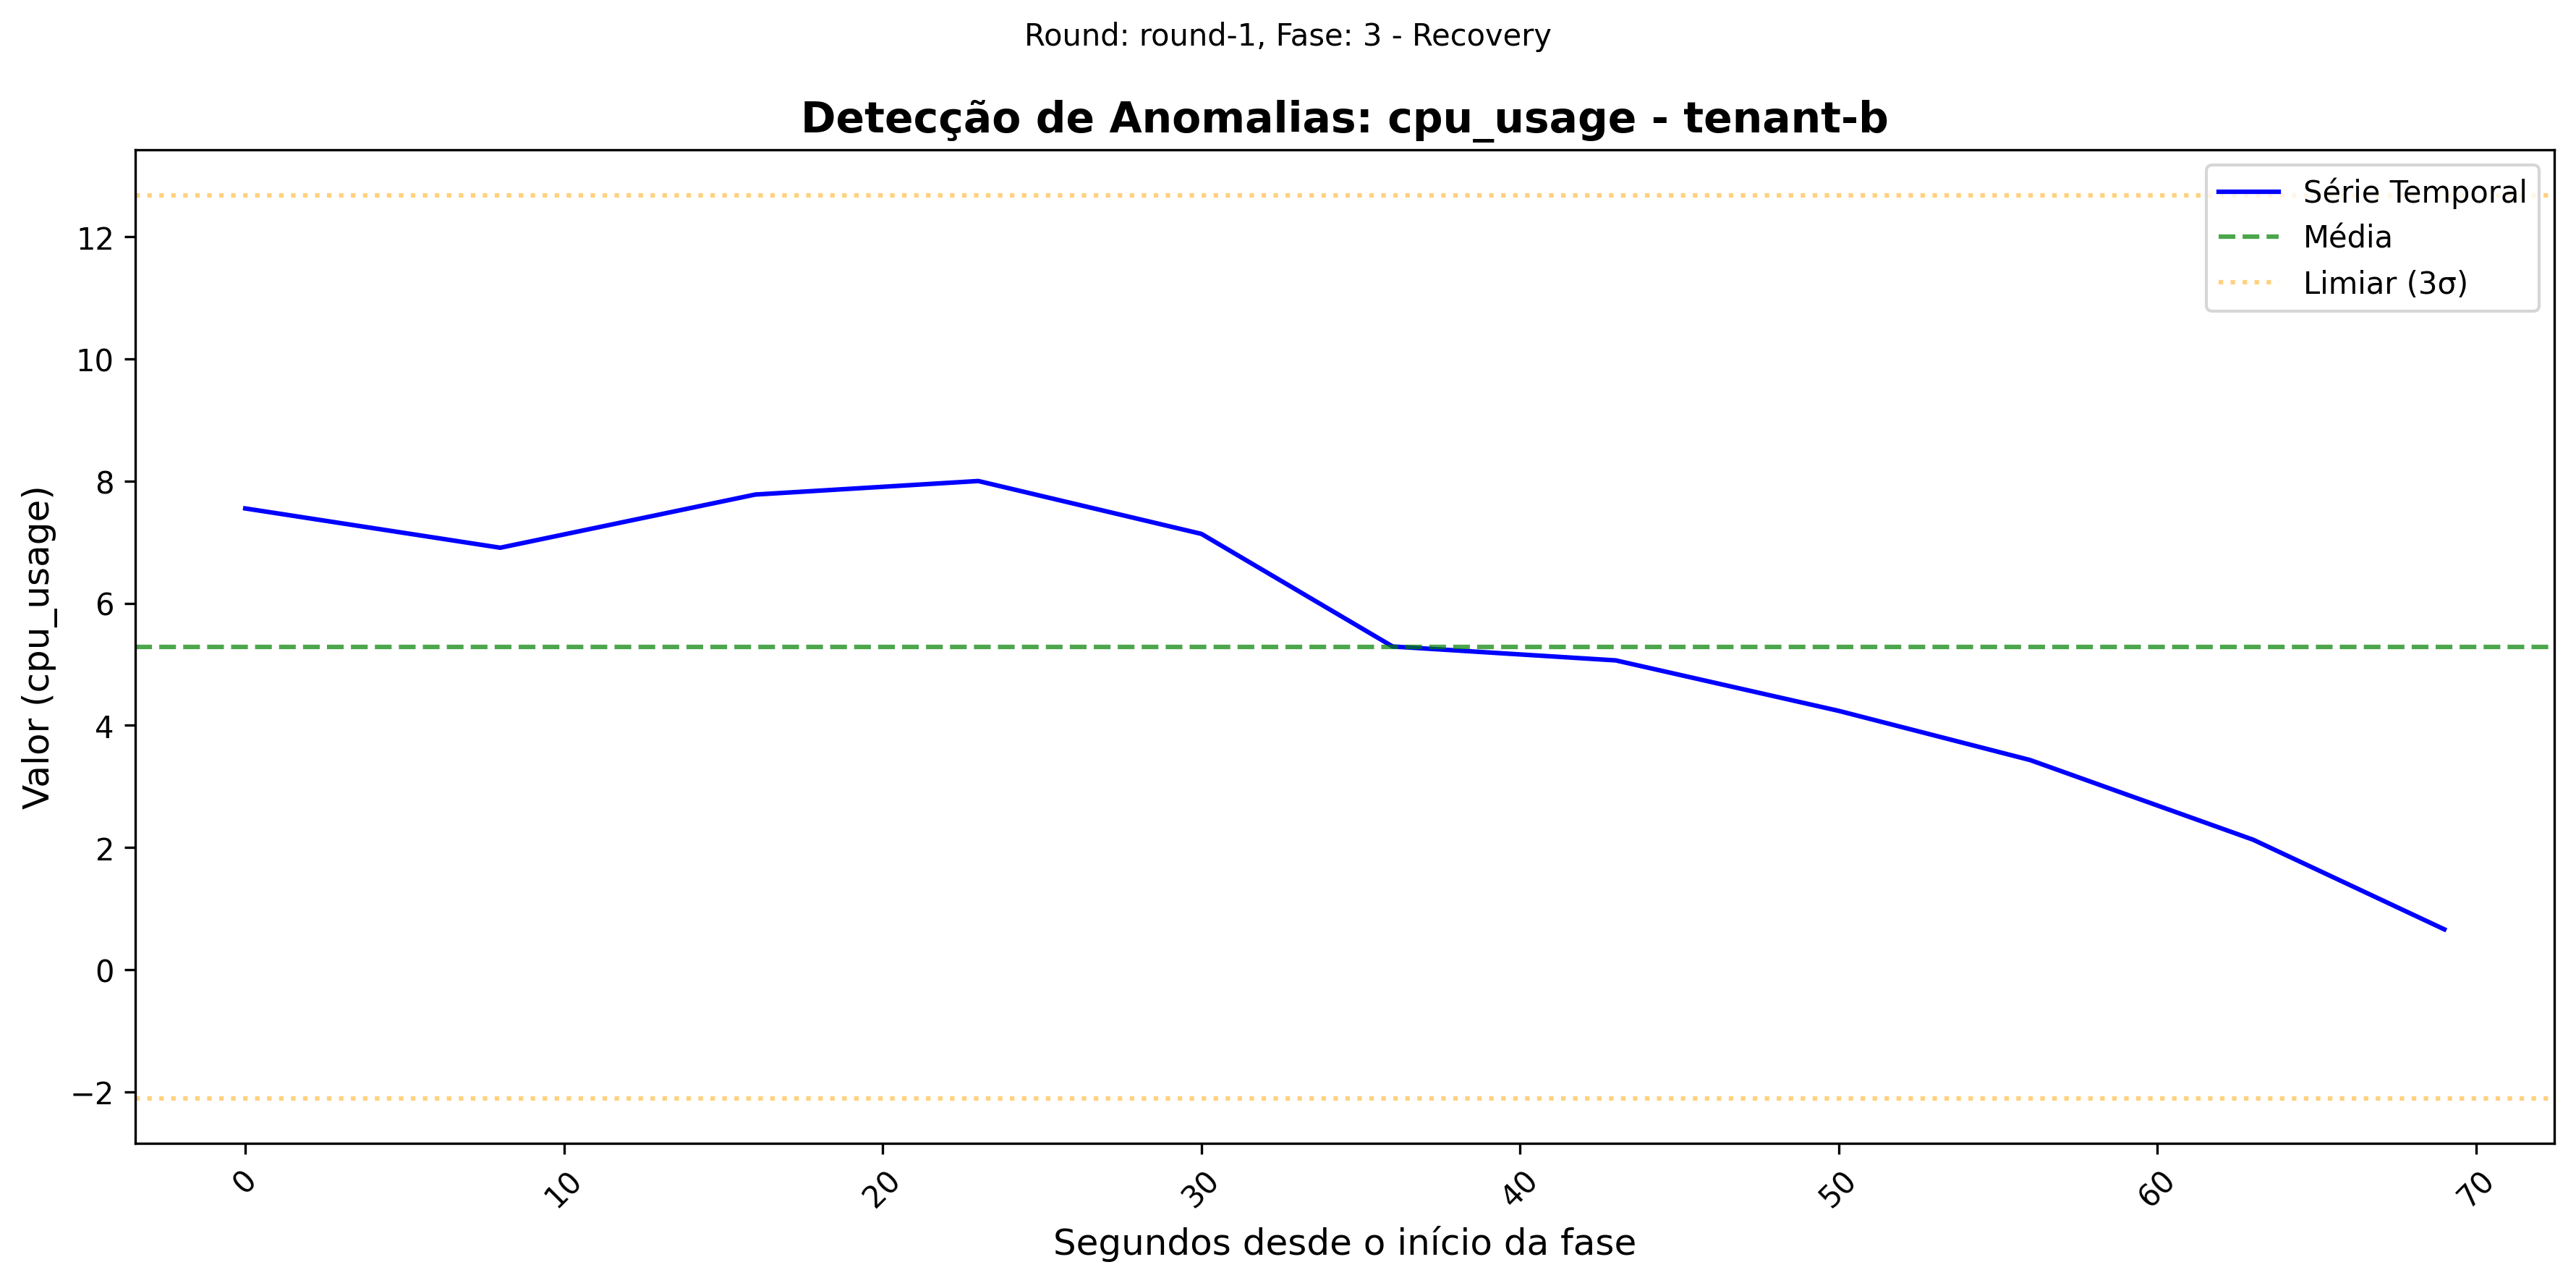 Round: round-1, Fase: 3 - Recovery
Detecção de Anomalias: cpu_usage - tenant-b
Série Temporal
Média
Limiar (3σ)
12
10
8
6
4
2
0
−2
Valor (cpu_usage)
0
10
20
30
40
50
60
70
Segundos desde o início da fase